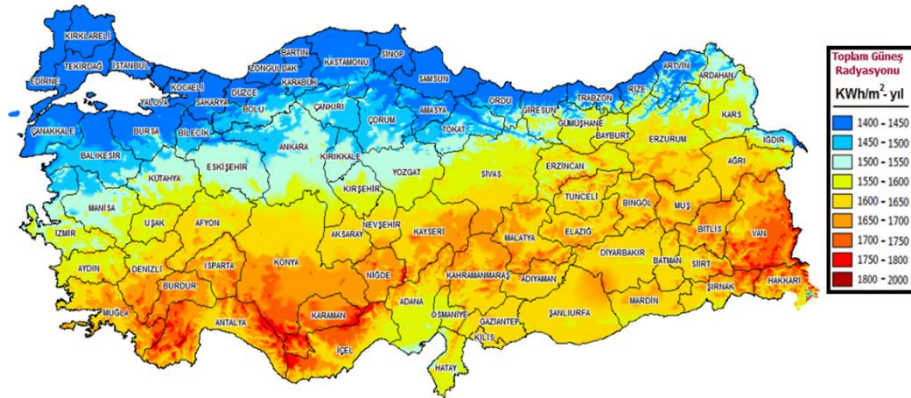 KIRKLARELİ
EDİRNE
TEKİRDAĞ
İSTANBUL
KOCAELİ
YALOVA
SAKARYA
DÜZCE
ZONGULDAK
BARTIN
KARABÜK
KASTAMONU
SİNOP
SAMSUN
BOLU
ÇANKIRI
ÇORUM
AMASYA
TOKAT
ORDU
GİRESUN
TRABZON
RİZE
ARTVİN
ARDAHAN
KARS
IĞDIR
GÜMÜŞHANE
BAYBURT
ERZURUM
AĞRI
ÇANAKKALE
BALIKESİR
BURSA
BİLECİK
ESKİŞEHİR
KÜTAHYA
ANKARA
KIRIKKALE
KIRŞEHİR
YOZGAT
SİVAS
ERZİNCAN
TUNCELİ
BİNGÖL
MUŞ
BİTLİS
VAN
MANİSA
İZMİR
UŞAK
AFYON
AKSARAY
NEVŞEHİR
KAYSERİ
MALATYA
ELAZIĞ
DİYARBAKIR
BATMAN
SİİRT
ŞIRNAK
HAKKARİ
AYDIN
DENİZLİ
ISPARTA
BURDUR
KONYA
NİĞDE
KAHRAMANMARAŞ
ADIYAMAN
MARDİN
ŞANLIURFA
MUĞLA
ANTALYA
KARAMAN
İÇEL
ADANA
OSMANİYE
GAZİANTEP
KİLİS
HATAY
Toplam Güneş
Radyasyonu
KWh/m²- yıl
1400 - 1450
1450 - 1500
1500 - 1550
1550 - 1600
1600 - 1650
1650 - 1700
1700 - 1750
1750 - 1800
1800 - 2000